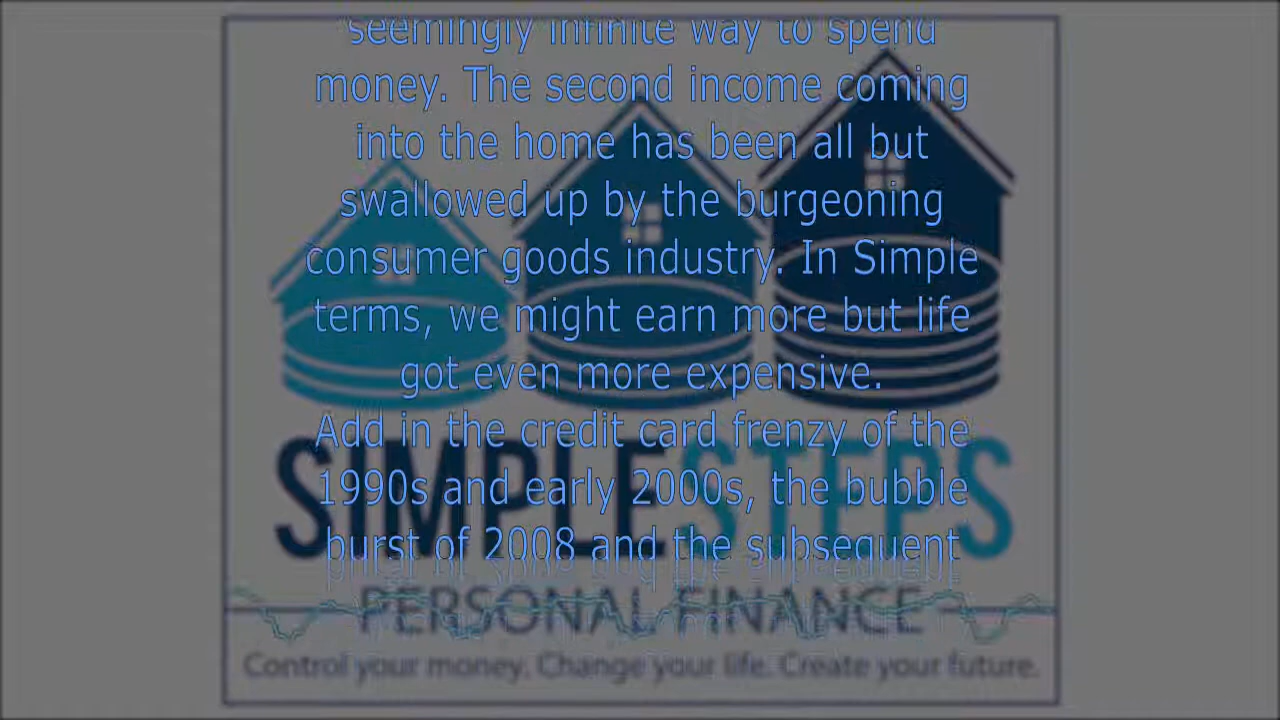 seemingly infinite way to spend
money. The second income coming
into the home has been all but
swallowed up by the burgeoning
consumer goods industry. In Simple
terms, we might earn more but life
got even more expensive.
Add in the credit card frenzy of the
1990s and early 2000s, the bubble
burst of 2008 and the subsequent
SIMPLESTEPS
PERSONAL FINANCE
Control your money. Change your life. Create your future.